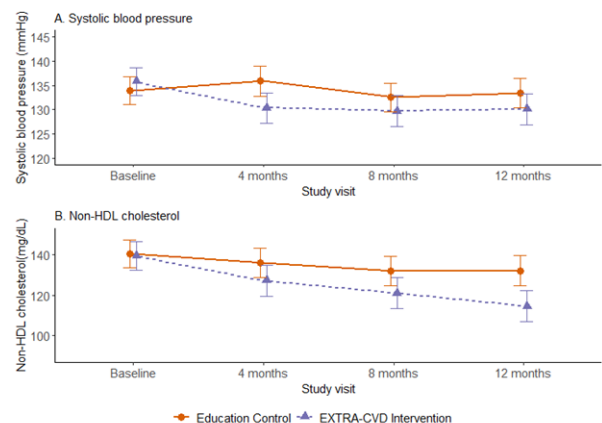 A. Systolic blood pressure
Systolic blood pressure (mmHg)
145
140
135
130
125
120
Baseline
4 months
8 months
12 months
Study visit
B. Non-HDL cholesterol
Non-HDL cholesterol(mg/dL)
140
120
100
Baseline
4 months
8 months
12 months
Study visit
Education Control
EXTRA-CVD Intervention